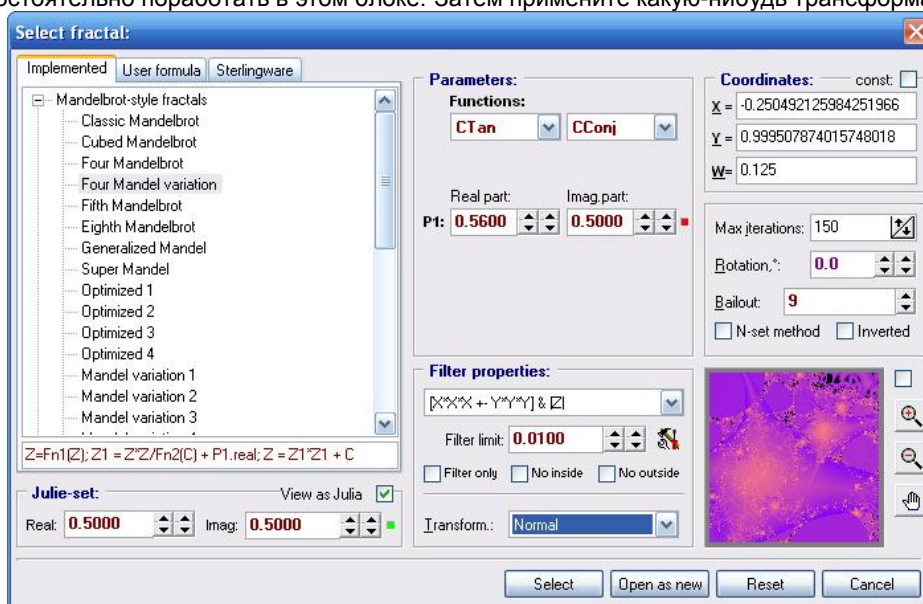 остоятельно поработать в этом блоке. Затем примените какую-нибудь трансформа
Select fractal:
Implemented User formula Sterlingware
Mandelbrot-style fractals
Classic Mandelbrot
Cubed Mandelbrot
Four Mandelbrot
Four Mandel variation
Fifth Mandelbrot
Eighth Mandelbrot
Generalized Mandel
Super Mandel
Optimized 1
Optimized 2
Optimized 3
Optimized 4
Mandel variation 1
Mandel variation 2
Mandel variation 3
Z=Fn1(Z); Z1 = Z*Z/Fn2(C) + P1.real; Z = Z1*Z1 + C
Julie-set: View as Julia
Real: 0.5000 Imag: 0.5000
Parameters:
Functions:
CTan CConj
Real part: Imag.part:
P1: 0.5600 0.5000
Filter properties:
[X*X*X +- Y*Y*Y] & |Z|
Filter limit: 0.0100
Filter only No inside No outside
Transform.: Normal
Coordinates: const:
X = -0.250492125984251966
Y = 0.999507874015748018
W= 0.125
Max iterations: 150
Rotation,°: 0.0
Bailout: 9
N-set method Inverted
Select Open as new Reset Cancel